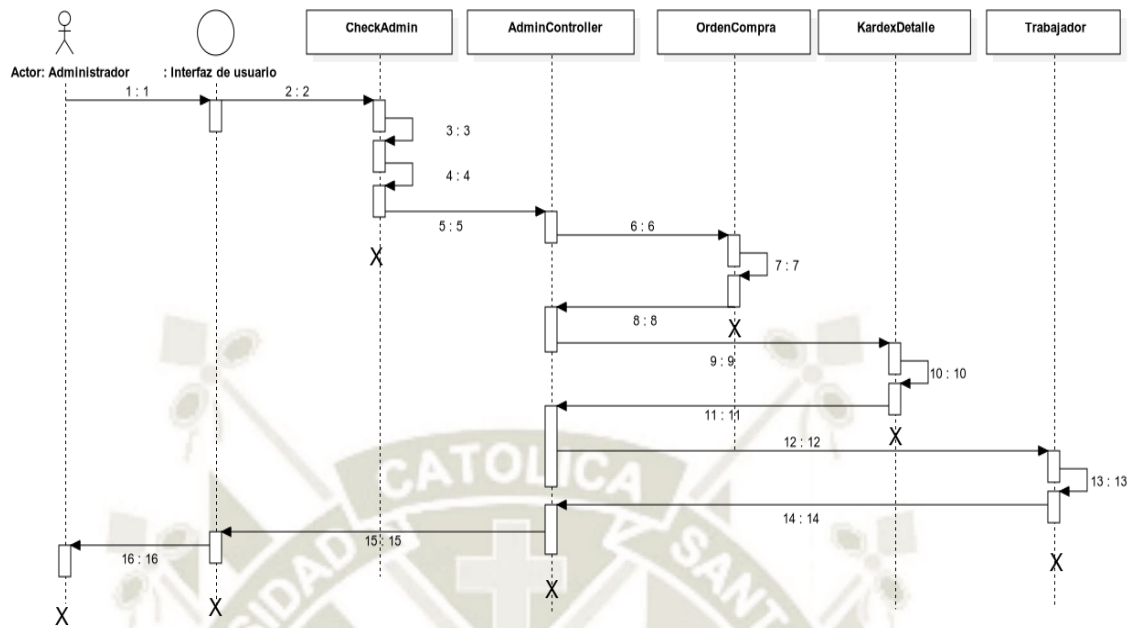 CheckAdmin
AdminController
OrdenCompra
KardexDetalle
Trabajador
Actor: Administrador
: Interfaz de usuario
1 : 1
2 : 2
3 : 3
4 : 4
5 : 5
6 : 6
7 : 7
8 : 8
9 : 9
10 : 10
11 : 11
12 : 12
13 : 13
14 : 14
15 : 15
16 : 16
CATOLICA
SIDAD
SANT